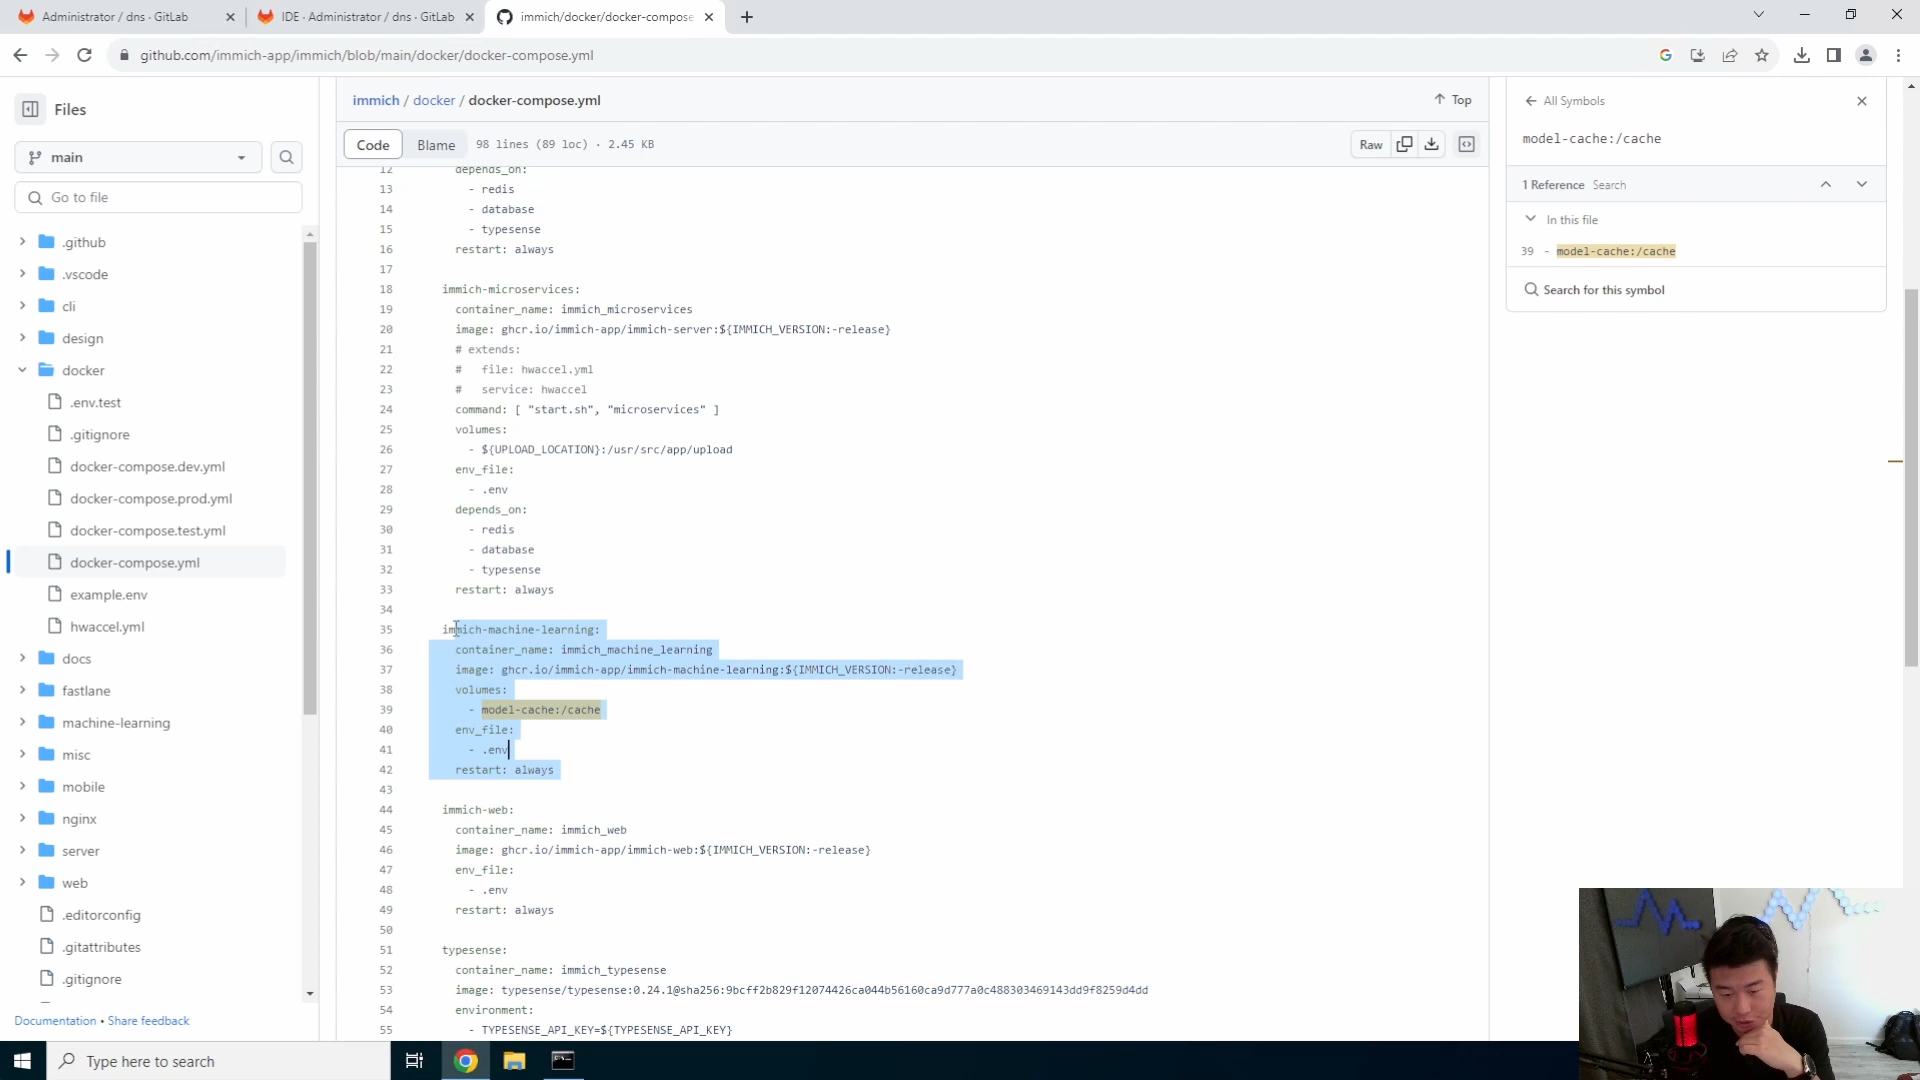 Administrator / dns · GitLab
IDE · Administrator / dns · GitLab
immich/docker/docker-compose
github.com/immich-app/immich/blob/main/docker/docker-compose.yml
Files
main
Go to file
.github
.vscode
cli
design
docker
.env.test
.gitignore
docker-compose.dev.yml
docker-compose.prod.yml
docker-compose.test.yml
docker-compose.yml
example.env
hwaccel.yml
docs
fastlane
machine-learning
misc
mobile
nginx
server
web
.editorconfig
.gitattributes
.gitignore
Documentation • Share feedback
immich / docker / docker-compose.yml
Top
Code
Blame
98 lines (89 loc) · 2.45 KB
Raw
12 depends_on:
13 - redis
14 - database
15 - typesense
16 restart: always
17
18 immich-microservices:
19 container_name: immich_microservices
20 image: ghcr.io/immich-app/immich-server:${IMMICH_VERSION:-release}
21 # extends:
22 # file: hwaccel.yml
23 # service: hwaccel
24 command: [ "start.sh", "microservices" ]
25 volumes:
26 - ${UPLOAD_LOCATION}:/usr/src/app/upload
27 env_file:
28 - .env
29 depends_on:
30 - redis
31 - database
32 - typesense
33 restart: always
34
35 immich-machine-learning:
36 container_name: immich_machine_learning
37 image: ghcr.io/immich-app/immich-machine-learning:${IMMICH_VERSION:-release}
38 volumes:
39 - model-cache:/cache
40 env_file:
41 - .env
42 restart: always
43
44 immich-web:
45 container_name: immich_web
46 image: ghcr.io/immich-app/immich-web:${IMMICH_VERSION:-release}
47 env_file:
48 - .env
49 restart: always
50
51 typesense:
52 container_name: immich_typesense
53 image: typesense/typesense:0.24.1@sha256:9bcff2b829f12074426ca044b56160ca9d777a0c488303469143dd9f8259d4dd
54 environment:
55 - TYPESENSE_API_KEY=${TYPESENSE_API_KEY}
All Symbols
model-cache:/cache
1 Reference Search
In this file
39 - model-cache:/cache
Search for this symbol
Type here to search